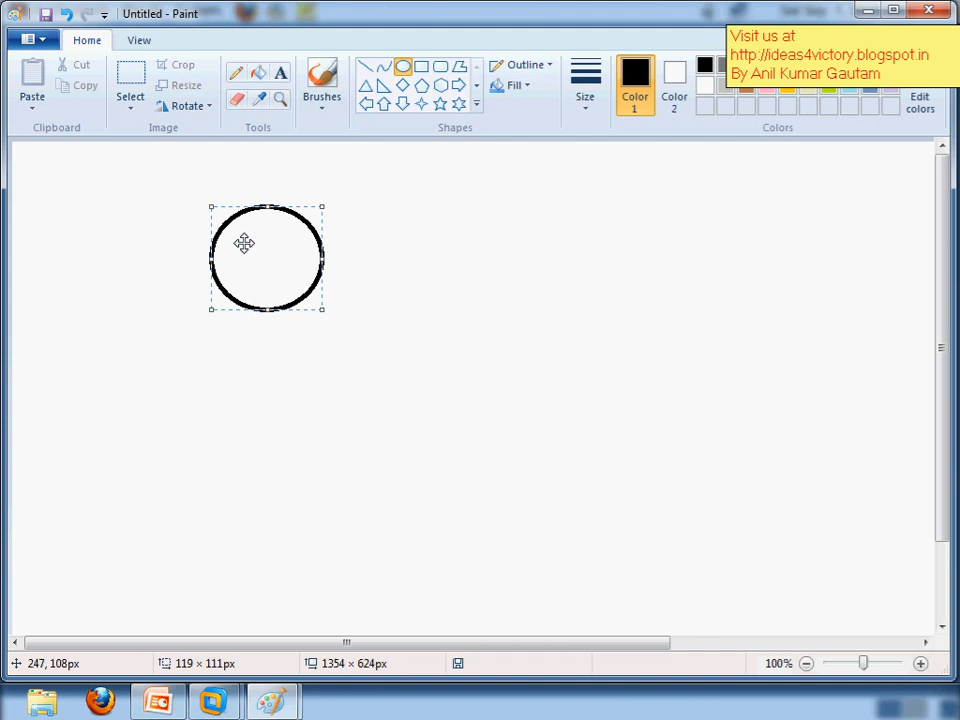 Untitled - Paint
Visit us at
http://ideas4victory.blogspot.in
By Anil Kumar Gautam
Home
View
Cut
Copy
Paste
Clipboard
Crop
Resize
Rotate
Select
Image
Tools
Brushes
Outline
Fill
Shapes
Size
Color
1
Color
2
Edit
colors
Colors
247, 108px
119 × 111px
1354 × 624px
100%